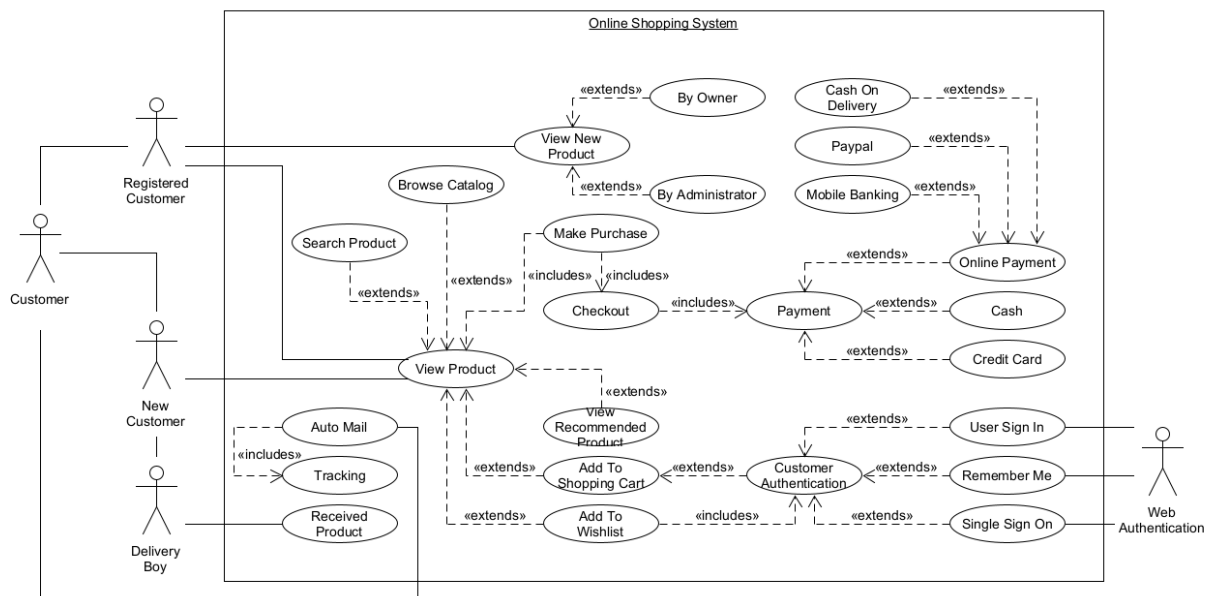 Online Shopping System
«extends»
By Owner
Cash On
Delivery
«extends»
View New
Product
Paypal
«extends»
Registered
Customer
Browse Catalog
«extends»
By Administrator
Mobile Banking
«extends»
Search Product
Make Purchase
Customer
«extends»
«extends»
«includes»
«includes»
«extends»
Online Payment
Checkout
«includes»
Payment
«extends»
Cash
«extends»
Credit Card
View Product
«extends»
New
Customer
Auto Mail
View
Recommended
Product
«extends»
User Sign In
«includes»
Tracking
«extends»
Add To
Shopping Cart
«extends»
Customer
Authentication
«extends»
Remember Me
Received
Product
«extends»
Add To
Wishlist
«includes»
«extends»
Single Sign On
Web
Authentication
Delivery
Boy